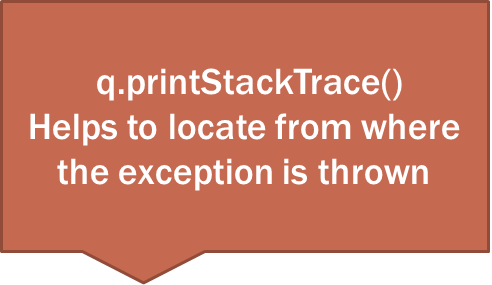 q.printStackTrace()
Helps to locate from where
the exception is thrown